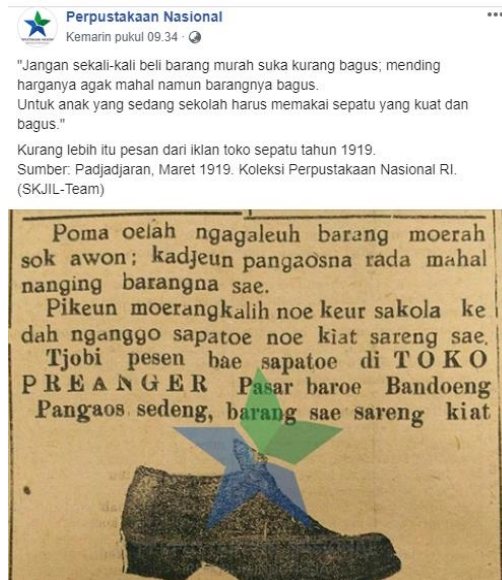 Perpustakaan Nasional
Kemarin pukul 09.34 ·
"Jangan sekali-kali beli barang murah suka kurang bagus; mending
harganya agak mahal namun barangnya bagus.
Untuk anak yang sedang sekolah harus memakai sepatu yang kuat dan
bagus."
Kurang lebih itu pesan dari iklan toko sepatu tahun 1919.
Sumber: Padjadjaran, Maret 1919. Koleksi Perpustakaan Nasional RI.
(SKJIL-Team)
Poma oelah ngagaleuh barang moerah
sok awon; kadjeun pangaosna rada mahal
nanging barangna sae.
Pikeun moerangkalih noe keur sakola ke
dah nganggo sapatoe noe kiat sareng sae.
Tjobi pesen bae sapatoe di TOKO
PREANGER Pasar baroe Bandoeng
Pangaos sedeng, barang sae sareng kiat